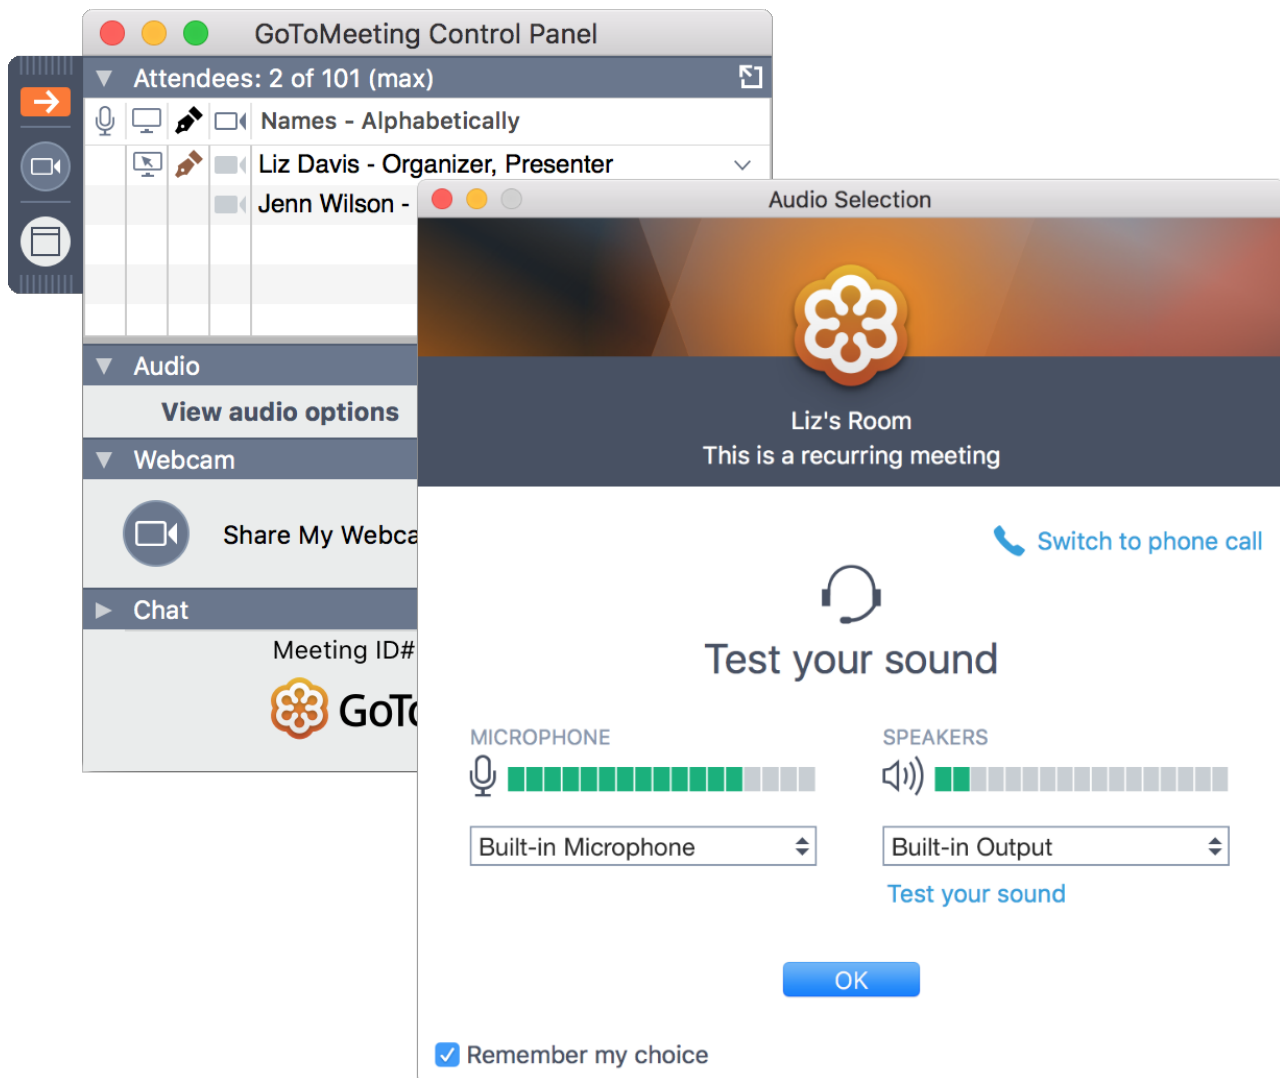 GoToMeeting Control Panel
Attendees: 2 of 101 (max)
Names - Alphabetically
Liz Davis - Organizer, Presenter
Jenn Wilson -
Audio
View audio options
Webcam
Share My
Chat
Meeting ID#
Audio Selection
Liz's Room
This is a recurring meeting
Switch to phone call
Test your sound
MICROPHONE
SPEAKERS
Built-in Microphone
Built-in Output
Test your sound
OK
Remember my choice